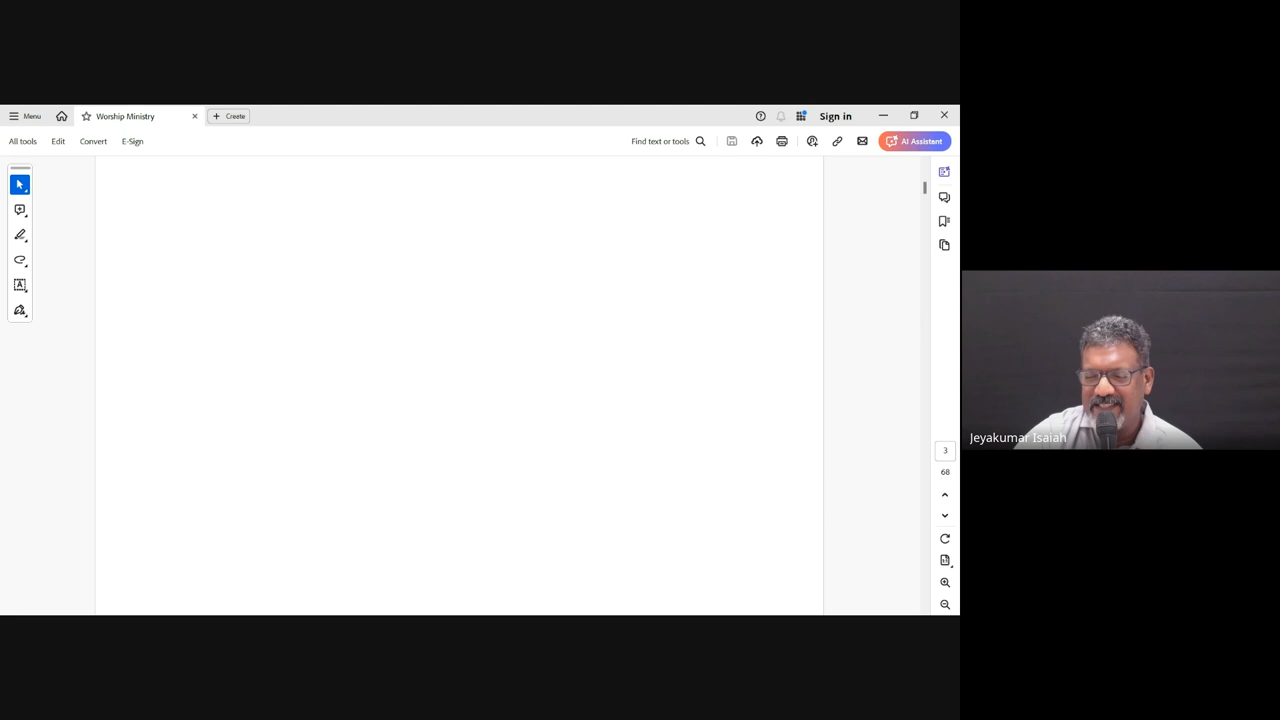 Menu
Worship Ministry
Create
Sign in
All tools
Edit
Convert
E-Sign
Find text or tools
AI Assistant
3
68
Jeyakumar Isaiah